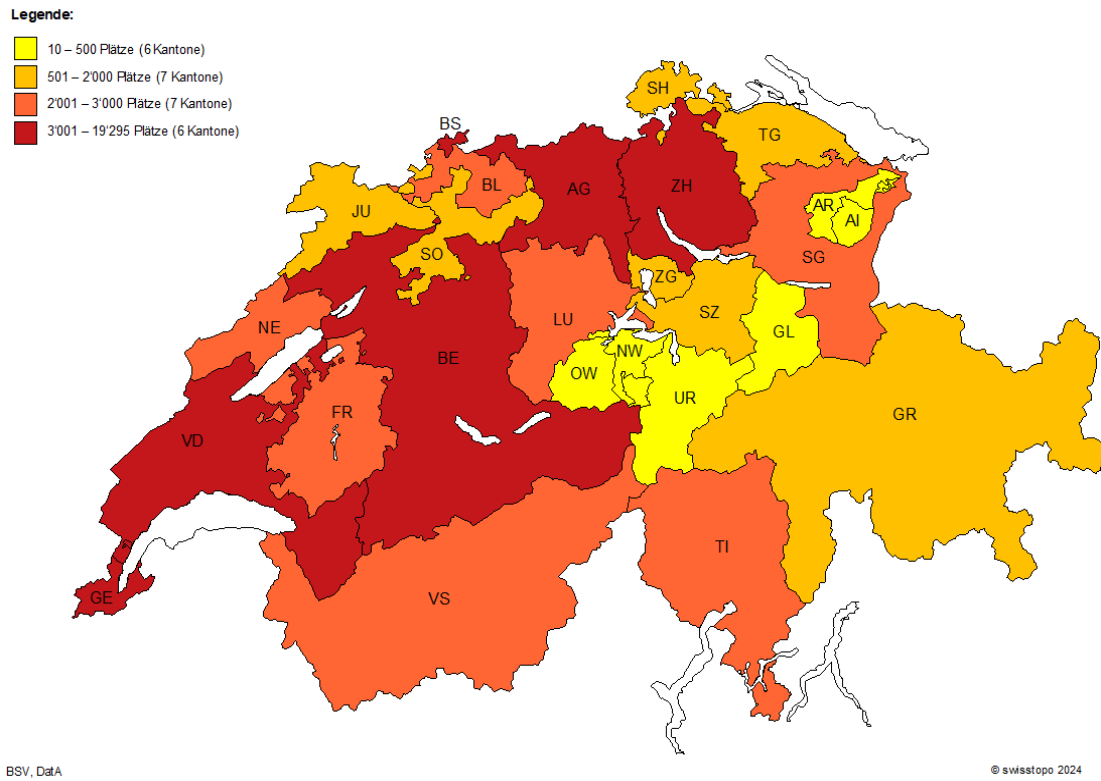 Legende:
10 – 500 Plätze (6 Kantone)
501 – 2'000 Plätze (7 Kantone)
2'001 – 3'000 Plätze (7 Kantone)
3'001 – 19'295 Plätze (6 Kantone)
SH
BS
TG
BL
AG
ZH
AR
AI
JU
SO
SG
ZG
NE
LU
SZ
GL
BE
NW
OW
UR
FR
GR
VD
TI
GE
VS
BSV, DatA
© swisstopo 2024